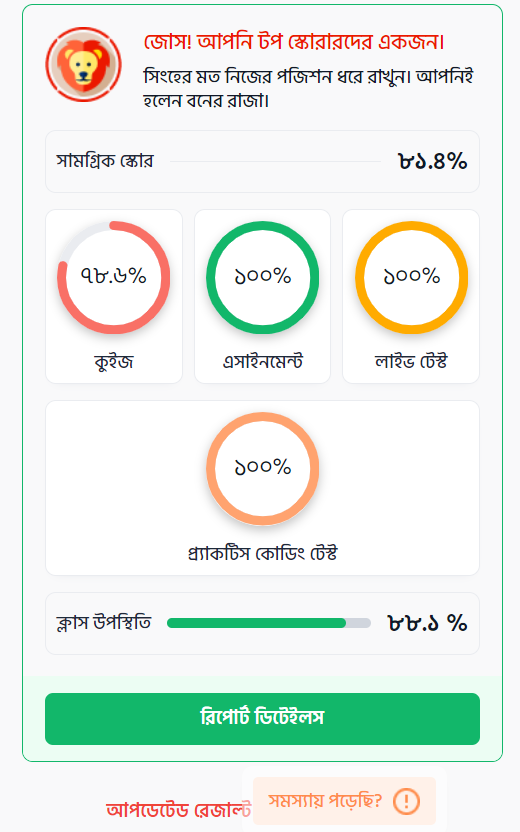 জোস! আপনি টপ স্কোরারদের একজন।
সিংহের মত নিজের পজিশন ধরে রাখুন। আপনিই
হলেন বনের রাজা।
সামগ্রিক স্কোর ৮১.৪%
৭৮.৬% ১০০% ১০০%
কুইজ এসাইনমেন্ট লাইভ টেস্ট
১০০%
প্র্যাকটিস কোডিং টেস্ট
ক্লাস উপস্থিতি ৮৮.১ %
রিপোর্ট ডিটেইলস
সমস্যায় পড়েছি?
আপডেটেড রেজাল্ট